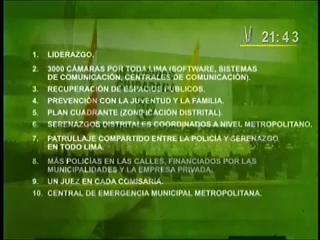 21:43
1. LIDERAZGO.
2. 3000 CÁMARAS POR TODA LIMA (SOFTWARE, SISTEMAS
DE COMUNICACIÓN, CENTRALES DE COMUNICACIÓN).
3. RECUPERACIÓN DE ESPACIOS PÚBLICOS.
4. PREVENCIÓN CON LA JUVENTUD Y LA FAMILIA.
5. PLAN CUADRANTE (ZONIFICACIÓN DISTRITAL).
6. SERENAZGOS DISTRITALES COORDINADOS A NIVEL METROPOLITANO.
7. PATRULLAJE COMPARTIDO ENTRE LA POLICÍA Y SERENAZGO
EN TODO LIMA.
8. MÁS POLICÍAS EN LAS CALLES, FINANCIADOS POR LAS
MUNICIPALIDADES Y LA EMPRESA PRIVADA.
9. UN JUEZ EN CADA COMISARÍA.
10. CENTRAL DE EMERGENCIA MUNICIPAL METROPOLITANA.